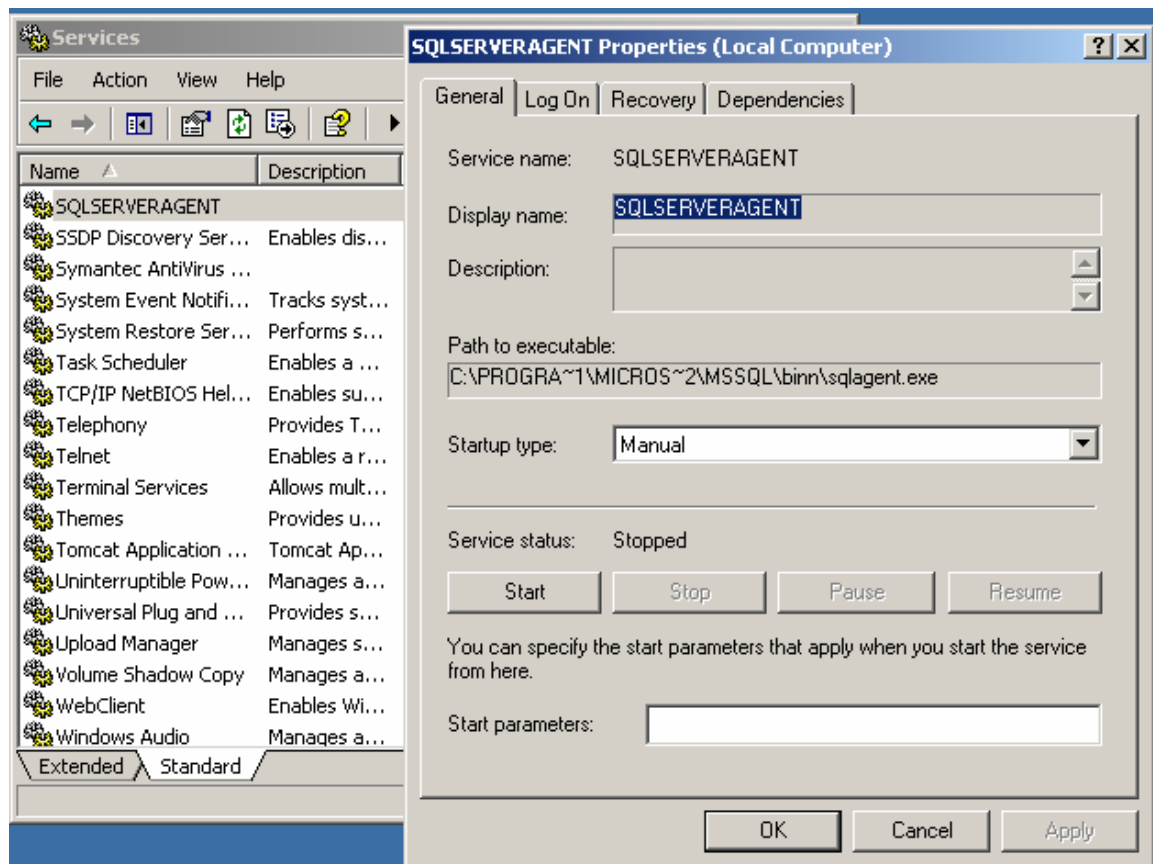 Services
File Action View Help
Name Description
SQLSERVERAGENT
SSDP Discovery Ser... Enables dis...
Symantec AntiVirus ...
System Event Notifi... Tracks syst...
System Restore Ser... Performs s...
Task Scheduler Enables a ...
TCP/IP NetBIOS Hel... Enables su...
Telephony Provides T...
Telnet Enables a r...
Terminal Services Allows mult...
Themes Provides u...
Tomcat Application ... Tomcat Ap...
Uninterruptible Pow... Manages a...
Universal Plug and ... Provides s...
Upload Manager Manages s...
Volume Shadow Copy Manages a...
WebClient Enables Wi...
Windows Audio Manages a...
Extended Standard
SQLSERVERAGENT Properties (Local Computer)
General Log On Recovery Dependencies
Service name: SQLSERVERAGENT
Display name: SQLSERVERAGENT
Description:
Path to executable:
C:\PROGRA~1\MICROS~2\MSSQL\binn\sqlagent.exe
Startup type: Manual
Service status: Stopped
Start Stop Pause Resume
You can specify the start parameters that apply when you start the service
from here.
Start parameters:
OK Cancel Apply